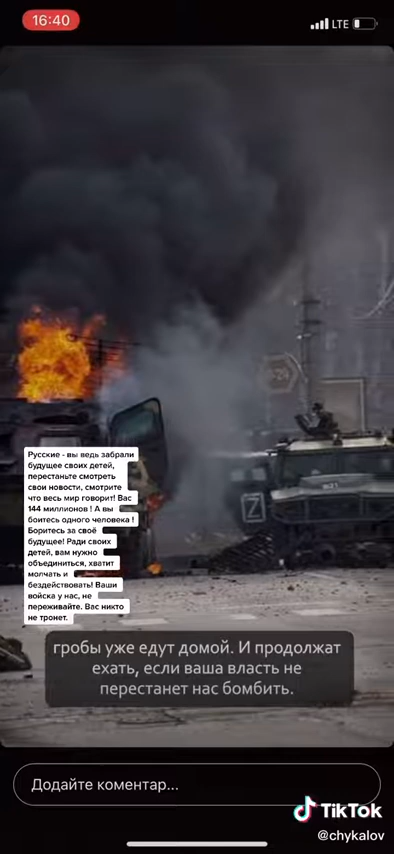 16:40
LTE
Русские - вы ведь забрали
будущее своих детей,
перестаньте смотреть
свои новости, смотрите
что весь мир говорит! Вас
144 миллионов ! А вы
боитесь одного человека !
Боритесь за своё
будущее! Ради своих
детей, вам нужно
объединиться, хватит
молчать и
бездействовать! Ваши
войска у нас, не
переживайте. Вас никто
не тронет.
Z
гробы уже едут домой. И продолжат
ехать, если ваша власть не
перестанет нас бомбить.
Додайте коментар...
TikTok
@chykalov